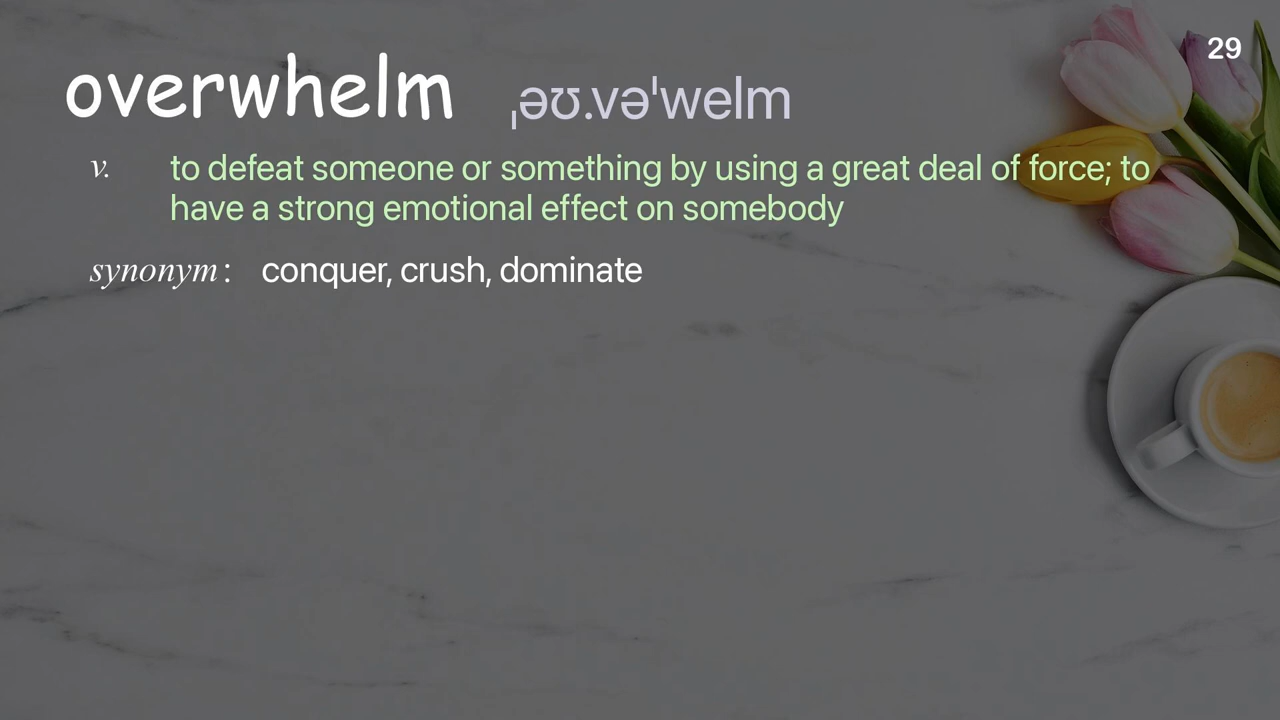 29
overwhelm ˌəʊ.vəˈwelm
v. to defeat someone or something by using a great deal of force; to
have a strong emotional effect on somebody
synonym : conquer, crush, dominate